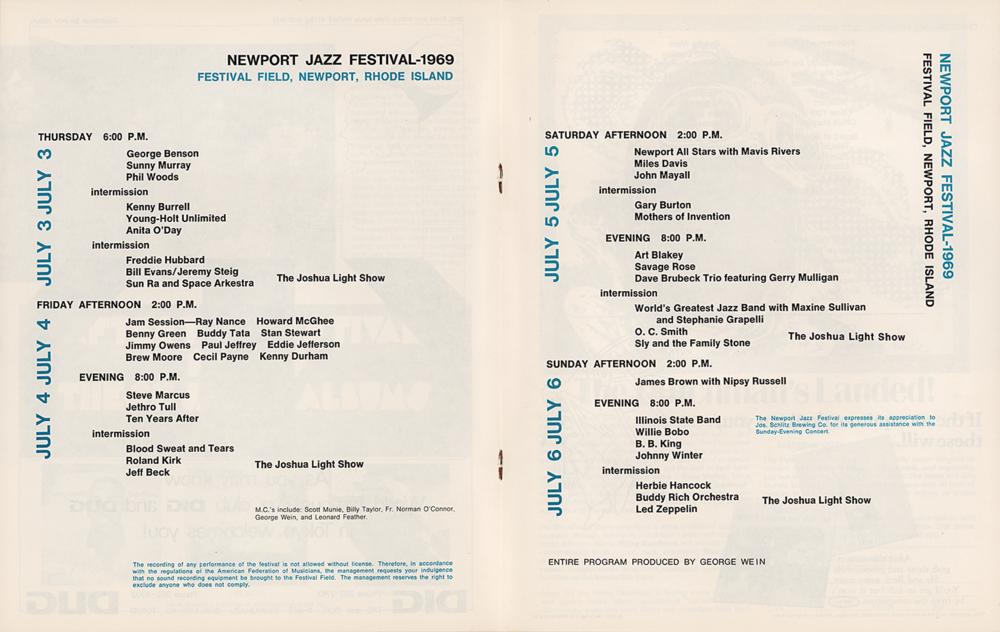 NEWPORT JAZZ FESTIVAL-1969
FESTIVAL FIELD, NEWPORT, RHODE ISLAND
THURSDAY 6:00 P.M.
JULY 3 JULY 3
George Benson
Sunny Murray
Phil Woods
intermission
Kenny Burrell
Young-Holt Unlimited
Anita O'Day
intermission
Freddie Hubbard
Bill Evans/Jeremy Steig
Sun Ra and Space Arkestra
The Joshua Light Show
FRIDAY AFTERNOON 2:00 P.M.
JULY 4 JULY 4
Jam Session—Ray Nance Howard McGhee
Benny Green Buddy Tata Stan Stewart
Jimmy Owens Paul Jeffrey Eddie Jefferson
Brew Moore Cecil Payne Kenny Durham
EVENING 8:00 P.M.
Steve Marcus
Jethro Tull
Ten Years After
intermission
Blood Sweat and Tears
Roland Kirk
Jeff Beck
The Joshua Light Show
M.C.'s include: Scott Munie, Billy Taylor, Fr. Norman O'Connor,
George Wein, and Leonard Feather.
The recording of any performance of the festival is not allowed without license. Therefore, in accordance
with the regulations of the American Federation of Musicians, the management requests your indulgence
that no sound recording equipment be brought to the Festival Field. The management reserves the right to
exclude anyone who does not comply.
NEWPORT JAZZ FESTIVAL-1969
FESTIVAL FIELD, NEWPORT, RHODE ISLAND
SATURDAY AFTERNOON 2:00 P.M.
JULY 5 JULY 5
Newport All Stars with Mavis Rivers
Miles Davis
John Mayall
intermission
Gary Burton
Mothers of Invention
EVENING 8:00 P.M.
Art Blakey
Savage Rose
Dave Brubeck Trio featuring Gerry Mulligan
intermission
World's Greatest Jazz Band with Maxine Sullivan
and Stephanie Grapelli
O. C. Smith
Sly and the Family Stone
The Joshua Light Show
SUNDAY AFTERNOON 2:00 P.M.
JULY 6 JULY 6
James Brown with Nipsy Russell
EVENING 8:00 P.M.
Illinois State Band
Willie Bobo
B. B. King
Johnny Winter
The Newport Jazz Festival expresses its appreciation to
Jos. Schlitz Brewing Co. for its generous assistance with the
Sunday-Evening Concert.
intermission
Herbie Hancock
Buddy Rich Orchestra
Led Zeppelin
The Joshua Light Show
ENTIRE PROGRAM PRODUCED BY GEORGE WEIN